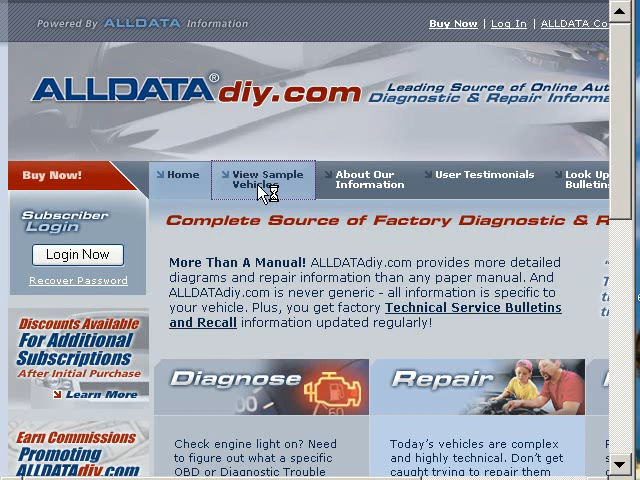 Powered By ALLDATA Information
Buy Now | Log In | ALLDATA Co
ALLDATA® diy.com
Leading Source of Online Aut
Diagnostic & Repair Informa
Buy Now!
Home
View Sample
Vehicles
About Our
Information
User Testimonials
Look Up
Bulletins
Subscriber
Login
Login Now
Recover Password
Complete Source of Factory Diagnostic & R
More Than A Manual! ALLDATAdiy.com provides more detailed
diagrams and repair information than any paper manual. And
ALLDATAdiy.com is never generic - all information is specific to
your vehicle. Plus, you get factory Technical Service Bulletins
and Recall information updated regularly!
Discounts Available
For Additional
Subscriptions
After Initial Purchase
Learn More
Earn Commissions
Promoting
ALLDATAdiy.com
Diagnose
Repair
Check engine light on? Need
to figure out what a specific
OBD or Diagnostic Trouble
Today's vehicles are complex
and highly technical. Don't get
caught trying to repair them